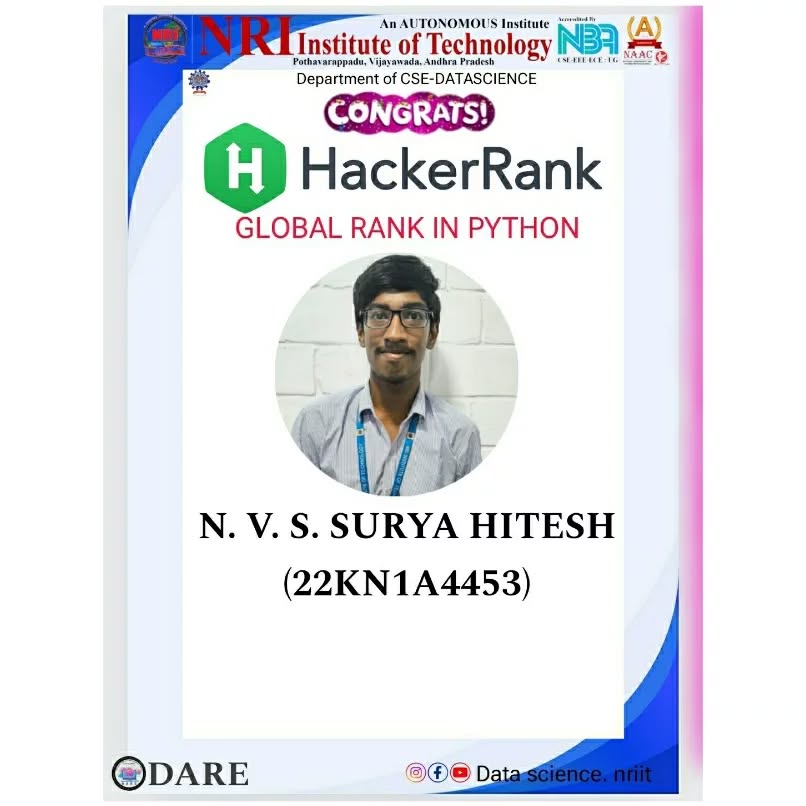 An AUTONOMOUS Institute
NRI Institute of Technology
Pothavarappadu, Vijayawada, Andhra Pradesh
Accredited By
NBA
CSE-EEE-ECE - UG
A
NAAC
Department of CSE-DATASCIENCE
CONGRATS!
H
HackerRank
GLOBAL RANK IN PYTHON
N. V. S. SURYA HITESH
(22KN1A4453)
DARE
Data science. nriit